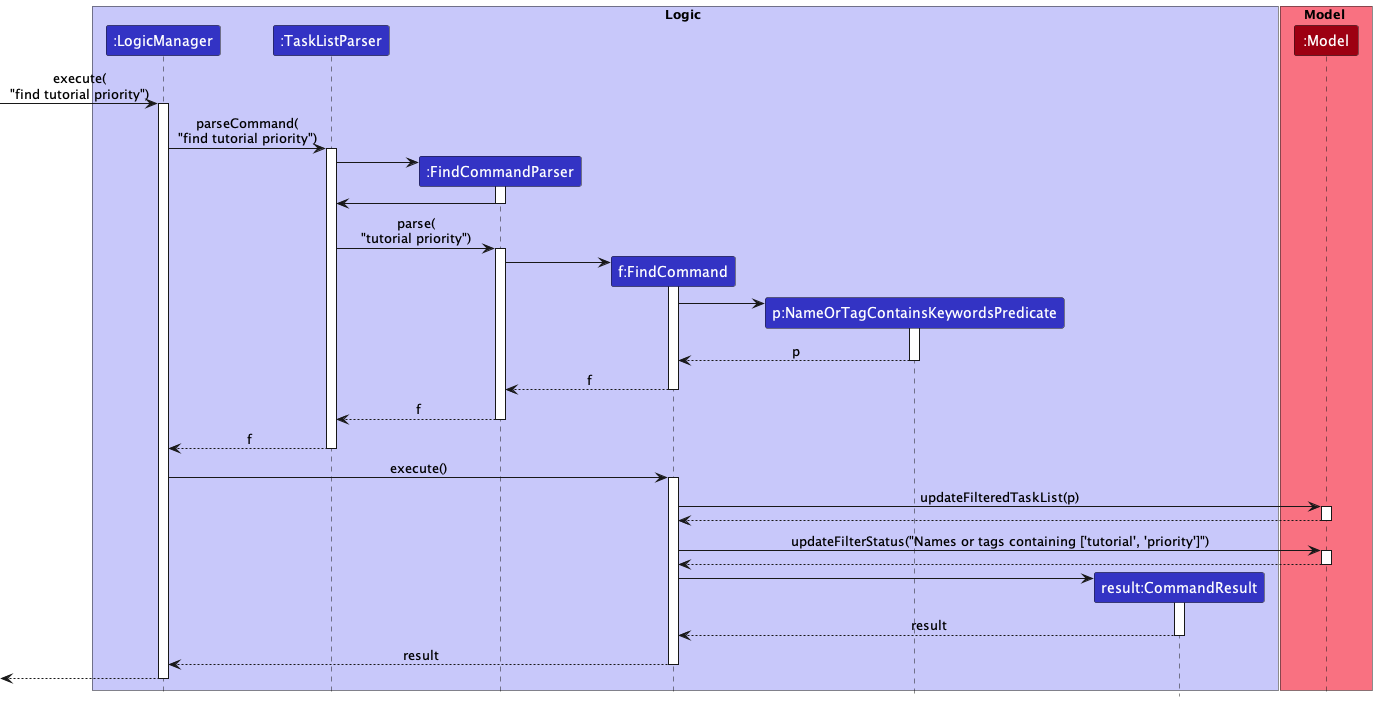 Logic
Model
:LogicManager
:TaskListParser
:Model
execute(
"find tutorial priority")
parseCommand(
"find tutorial priority")
:FindCommandParser
parse(
"tutorial priority")
f:FindCommand
p:NameOrTagContainsKeywordsPredicate
p
f
f
f
execute()
updateFilteredTaskList(p)
updateFilterStatus("Names or tags containing ['tutorial', 'priority']")
result:CommandResult
result
result